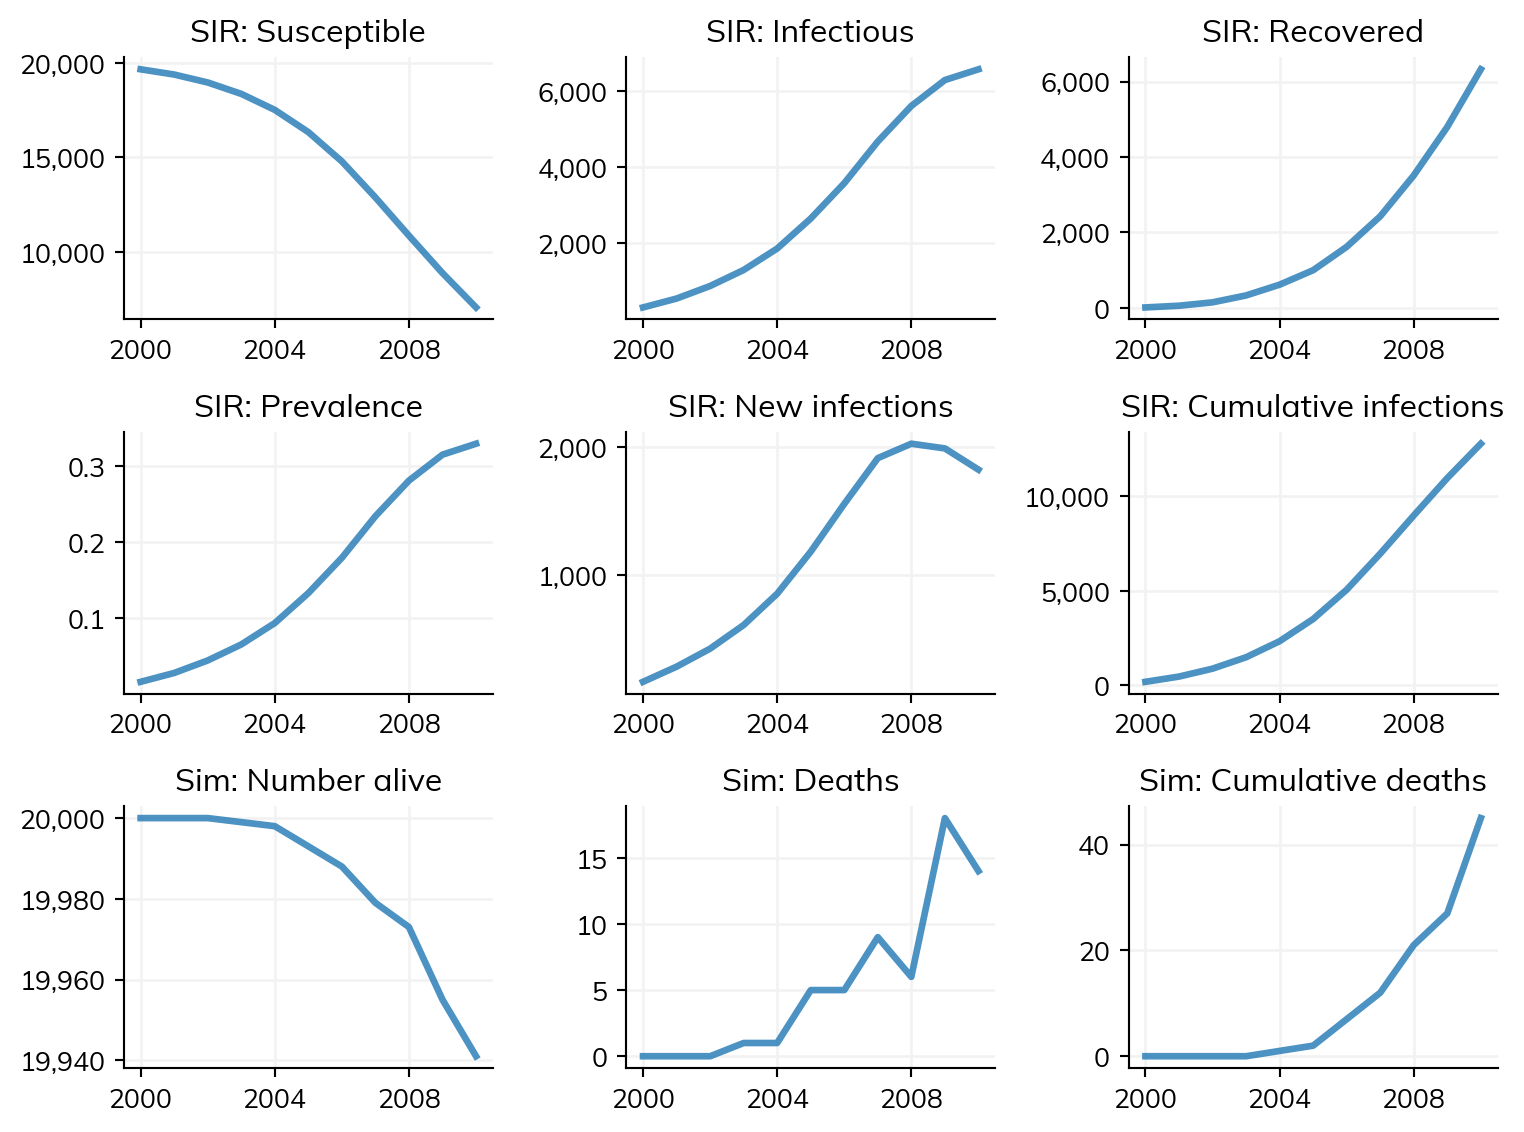 SIR: Susceptible
20,000
15,000
10,000
2000 2004 2008
SIR: Infectious
6,000
4,000
2,000
2000 2004 2008
SIR: Recovered
6,000
4,000
2,000
0
2000 2004 2008
SIR: Prevalence
0.3
0.2
0.1
2000 2004 2008
SIR: New infections
2,000
1,000
2000 2004 2008
SIR: Cumulative infections
10,000
5,000
0
2000 2004 2008
Sim: Number alive
20,000
19,980
19,960
19,940
2000 2004 2008
Sim: Deaths
15
10
5
0
2000 2004 2008
Sim: Cumulative deaths
40
20
0
2000 2004 2008